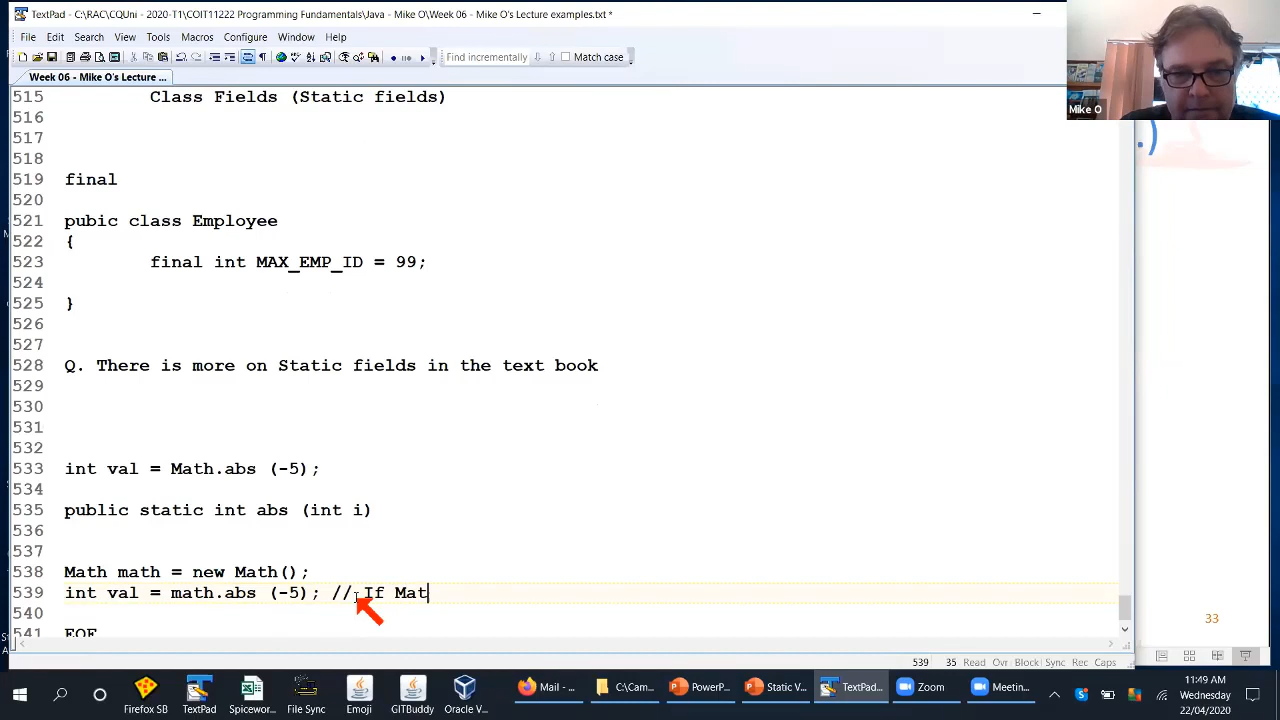 TextPad - C:\RAC\CQUni - 2020-T1\COIT11222 Programming Fundamentals\Java - Mike O\Week 06 - Mike O's Lecture examples.txt *
File Edit Search View Tools Macros Configure Window Help
Find incrementally Match case
Week 06 - Mike O's Lecture ...
Mike O
515 Class Fields (Static fields)
516
517
518
519 final
520
521 pubic class Employee
522 {
523 final int MAX_EMP_ID = 99;
524
525 }
526
527
528 Q. There is more on Static fields in the text book
529
530
531
532
533 int val = Math.abs (-5);
534
535 public static int abs (int i)
536
537
538 Math math = new Math();
539 int val = math.abs (-5); // If Mat
540
541 EOF
.)
33
539 35 Read Ovr Block Sync Rec Caps
Firefox SB TextPad Spicewor... File Sync Emoji GITBuddy Oracle V...
Mail - ... C:\Cam... PowerP... Static V... TextPad... Zoom Meetin...
11:49 AM
Wednesday
22/04/2020